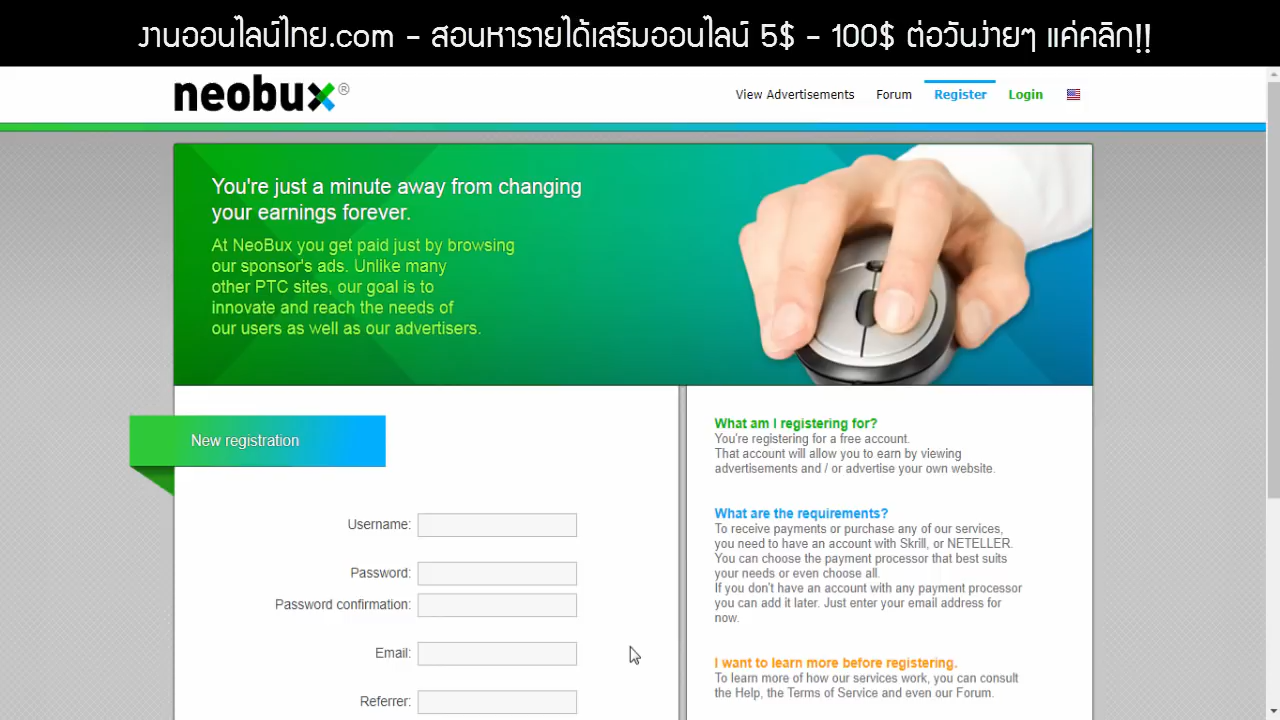 งานออนไลน์ไทย.com - สอนหารายได้เสริมออนไลน์ 5$ - 100$ ต่อวันง่ายๆ แค่คลิก!!
neobux®
View Advertisements Forum Register Login
You're just a minute away from changing
your earnings forever.
At NeoBux you get paid just by browsing
our sponsor's ads. Unlike many
other PTC sites, our goal is to
innovate and reach the needs of
our users as well as our advertisers.
New registration
Username:
Password:
Password confirmation:
Email:
Referrer:
What am I registering for?
You're registering for a free account.
That account will allow you to earn by viewing
advertisements and / or advertise your own website.
What are the requirements?
To receive payments or purchase any of our services,
you need to have an account with Skrill, or NETELLER.
You can choose the payment processor that best suits
your needs or even choose all.
If you don't have an account with any payment processor
you can add it later. Just enter your email address for
now.
I want to learn more before registering.
To learn more of how our services work, you can consult
the Help, the Terms of Service and even our Forum.